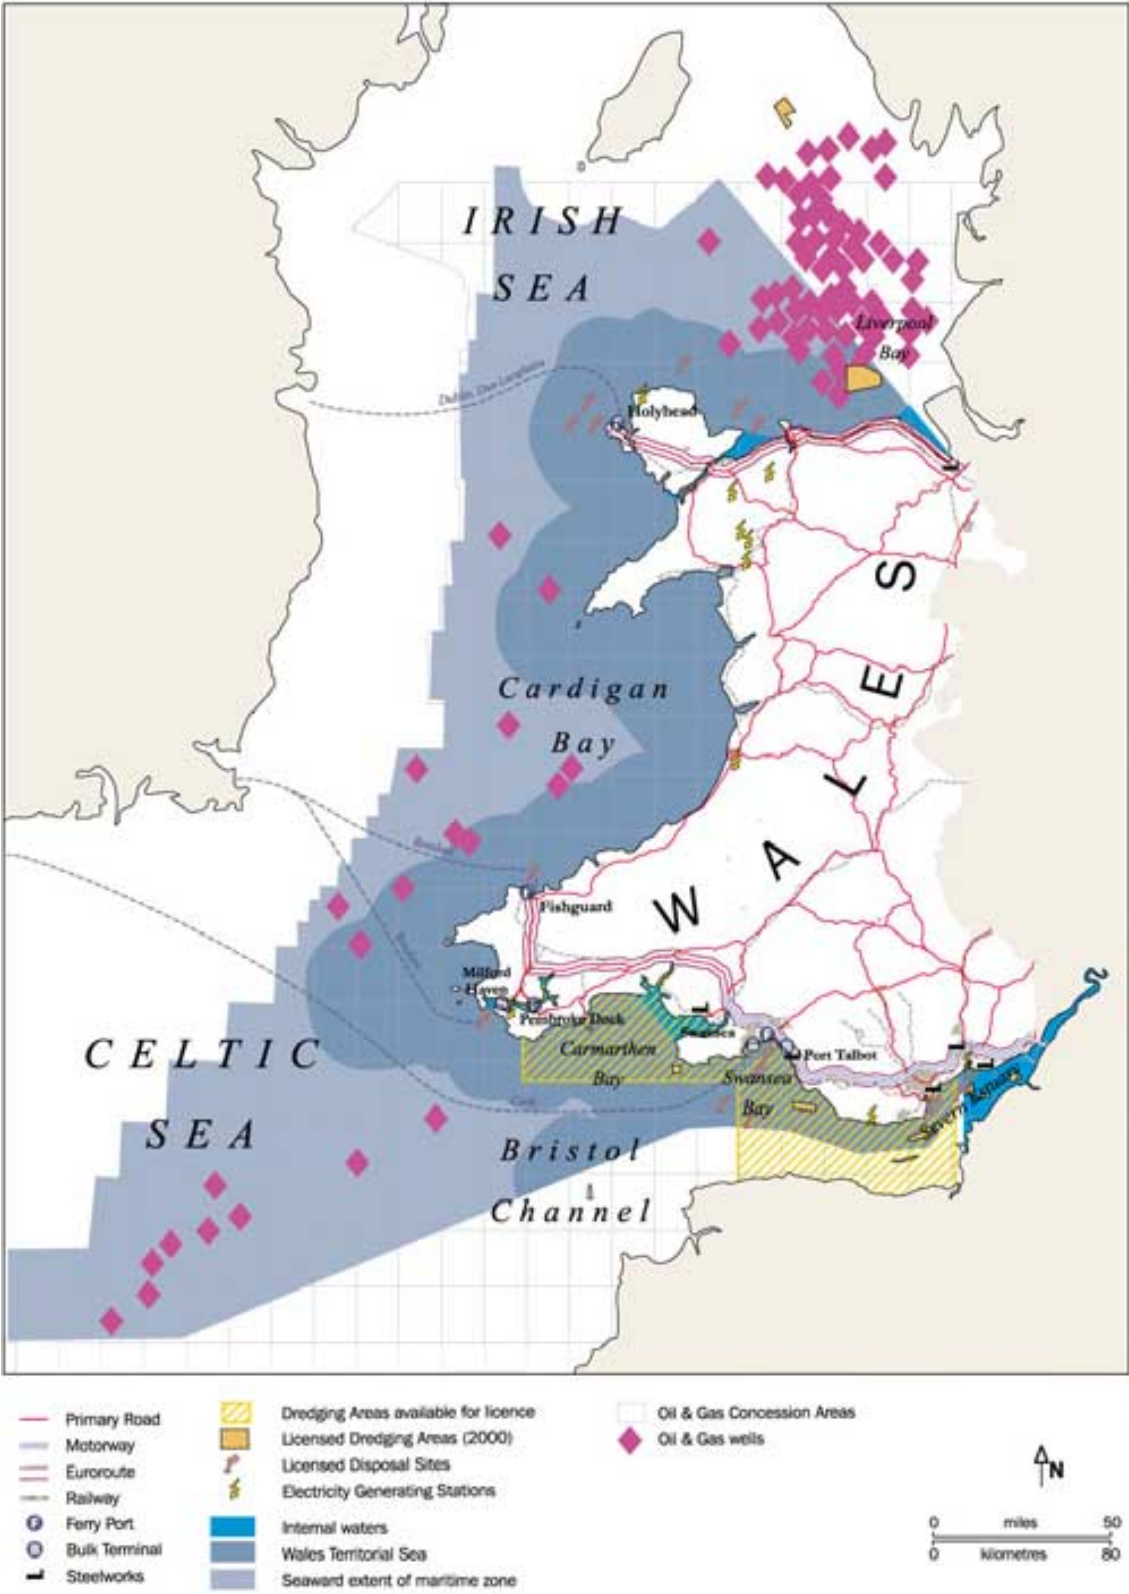 IRISH
SEA
Liverpool
Bay
Holyhead
Cardigan
Bay
WALES
Fishguard
Milford
Haven
Pembroke Dock
Swansea
Port Talbot
Carmarthen
Bay
Swansea
Bay
Severn Estuary
CELTIC
SEA
Cork
Bristol
Channel
Primary Road
Motorway
Euroroute
Railway
Ferry Port
Bulk Terminal
Steelworks
Dredging Areas available for licence
Licensed Dredging Areas (2000)
Licensed Disposal Sites
Electricity Generating Stations
Internal waters
Wales Territorial Sea
Seaward extent of maritime zone
Oil & Gas Concession Areas
Oil & Gas wells
N
0 miles 50
0 kilometres 80